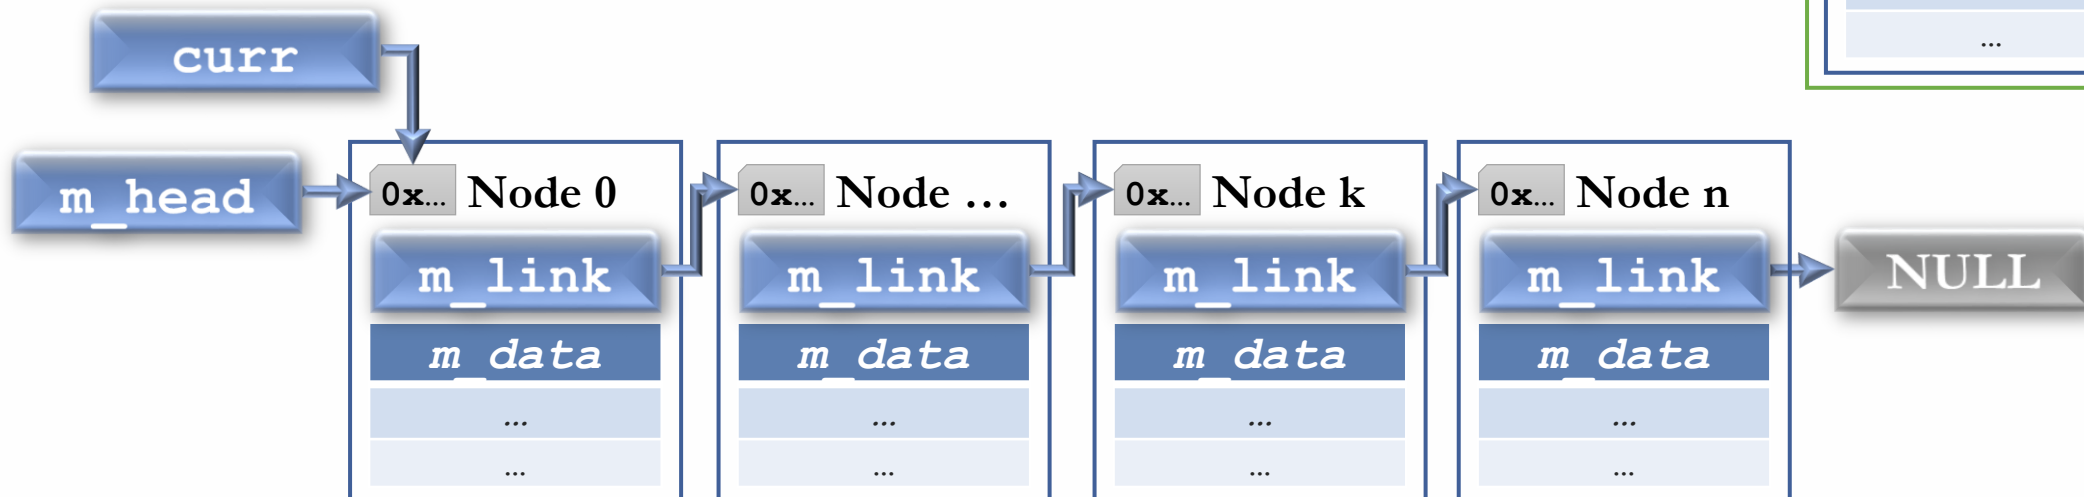 ...
curr
m_head
0x... Node 0
0x... Node ...
0x... Node k
0x... Node n
m_link
m_link
m_link
m_link
NULL
m_data
m_data
m_data
m_data
...
...
...
...
...
...
...
...